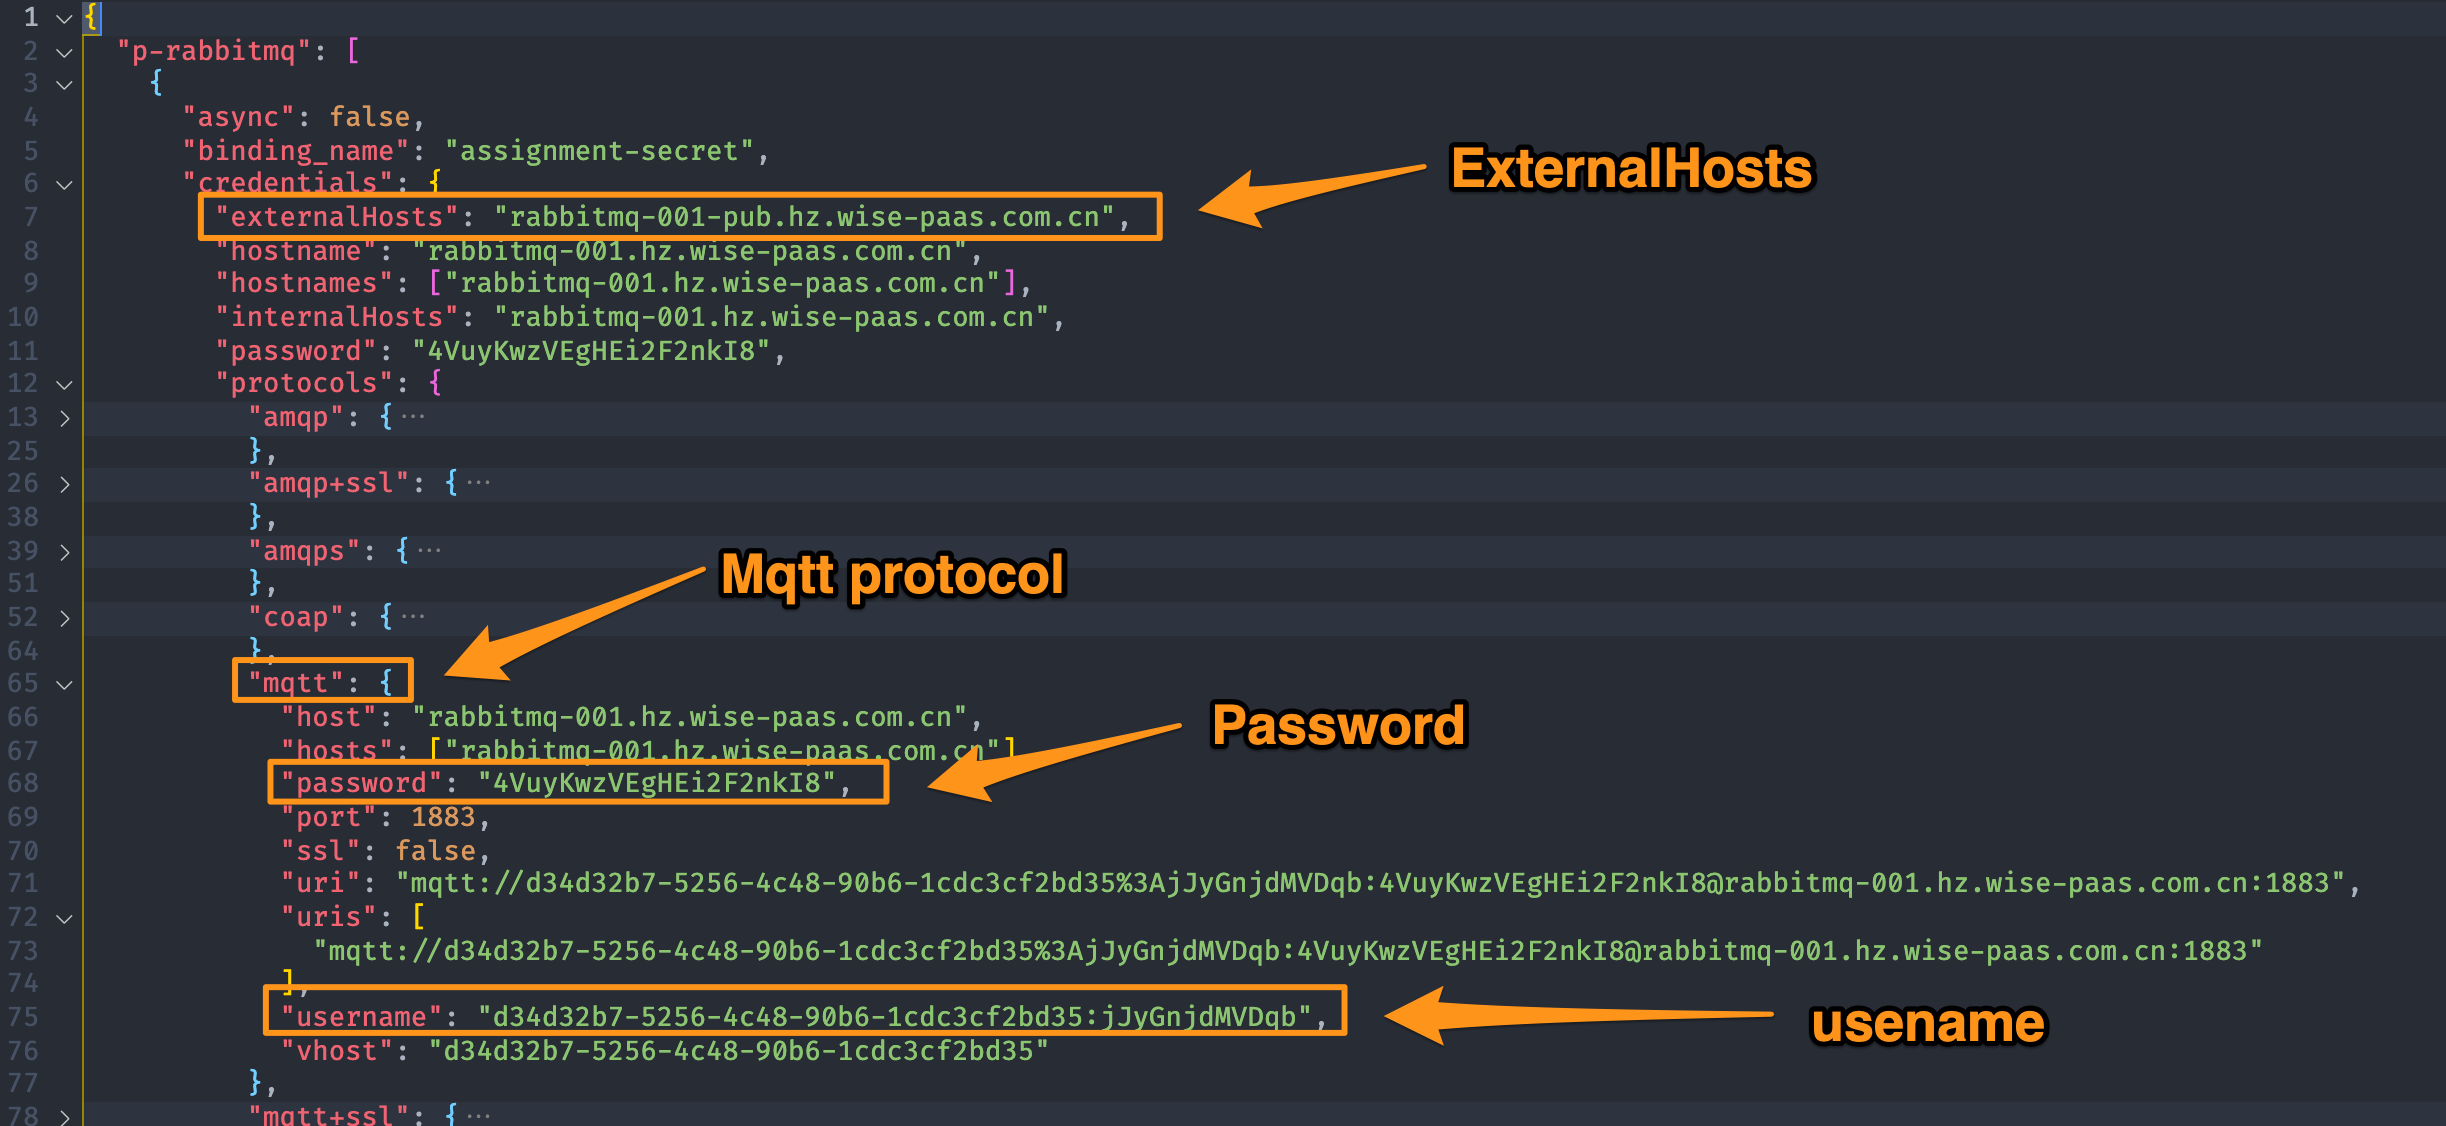 1 {
2 "p-rabbitmq": [
3 {
4 "async": false,
5 "binding_name": "assignment-secret",
6 "credentials": {
ExternalHosts
7 "externalHosts": "rabbitmq-001-pub.hz.wise-paas.com.cn",
8 "hostname": "rabbitmq-001.hz.wise-paas.com.cn",
9 "hostnames": ["rabbitmq-001.hz.wise-paas.com.cn"],
10 "internalHosts": "rabbitmq-001.hz.wise-paas.com.cn",
11 "password": "4VuyKwzVEgHEi2F2nkI8",
12 "protocols": {
13 "amqp": { ···
25 },
26 "amqp+ssl": { ···
38 },
39 "amqps": { ···
Mqtt protocol
51 },
52 "coap": { ···
64 },
65 "mqtt": {
66 "host": "rabbitmq-001.hz.wise-paas.com.cn",
Password
67 "hosts": ["rabbitmq-001.hz.wise-paas.com.cn"]
68 "password": "4VuyKwzVEgHEi2F2nkI8",
69 "port": 1883,
70 "ssl": false,
71 "uri": "mqtt://d34d32b7-5256-4c48-90b6-1cdc3cf2bd35%3AjJyGnjdMVDqb:4VuyKwzVEgHEi2F2nkI8@rabbitmq-001.hz.wise-paas.com.cn:1883",
72 "uris": [
73 "mqtt://d34d32b7-5256-4c48-90b6-1cdc3cf2bd35%3AjJyGnjdMVDqb:4VuyKwzVEgHEi2F2nkI8@rabbitmq-001.hz.wise-paas.com.cn:1883"
74 ],
75 "username": "d34d32b7-5256-4c48-90b6-1cdc3cf2bd35:jJyGnjdMVDqb",
usename
76 "vhost": "d34d32b7-5256-4c48-90b6-1cdc3cf2bd35"
77 },
78 "mqtt+ssl": { ···